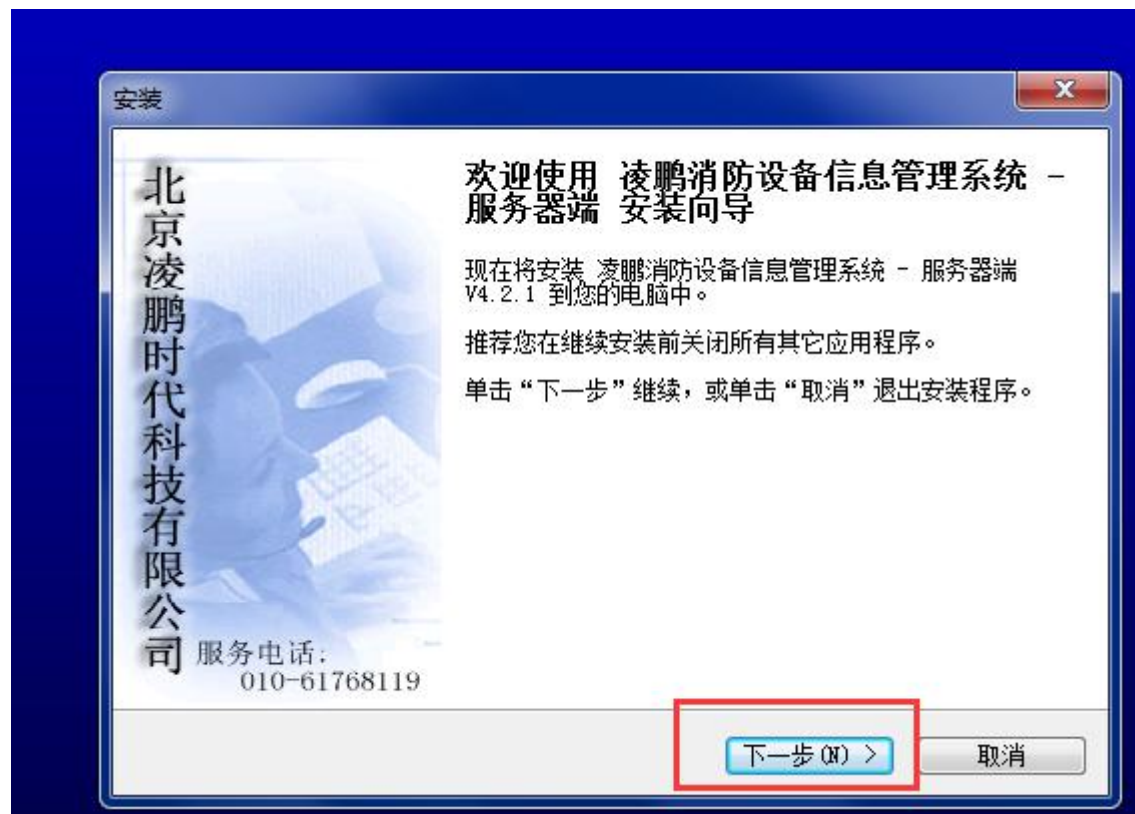 安装
北京凌鹏时代科技有限公司
服务电话:
010-61768119
欢迎使用 凌鹏消防设备信息管理系统 -
服务器端 安装向导
现在将安装 凌鹏消防设备信息管理系统 - 服务器端
V4.2.1 到您的电脑中。
推荐您在继续安装前关闭所有其它应用程序。
单击“下一步”继续，或单击“取消”退出安装程序。
下一步(N) >
取消